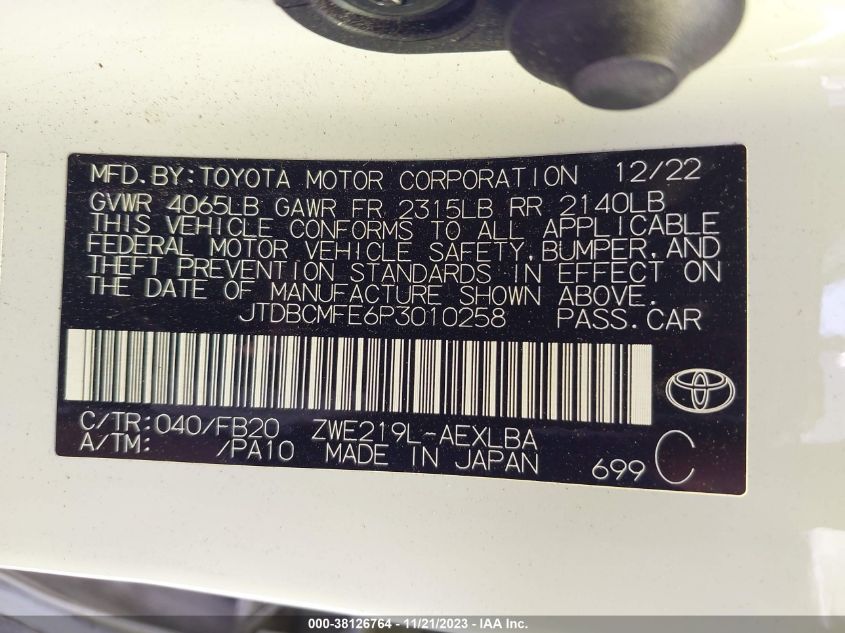 MFD.BY:TOYOTA MOTOR CORPORATION 12/22
GVWR 4065LB GAWR FR 2315LB RR 2140LB
THIS VEHICLE CONFORMS TO ALL APPLICABLE
FEDERAL MOTOR VEHICLE SAFETY,BUMPER,AND
THEFT PREVENTION STANDARDS IN EFFECT ON
THE DATE OF MANUFACTURE SHOWN ABOVE.
JTDBCMFE6P3010258 PASS.CAR
C/TR:040/FB20 ZWE219L-AEXLBA
A/TM: /PA10 MADE IN JAPAN 699 C
000-38126764 - 11/21/2023 - IAA Inc.